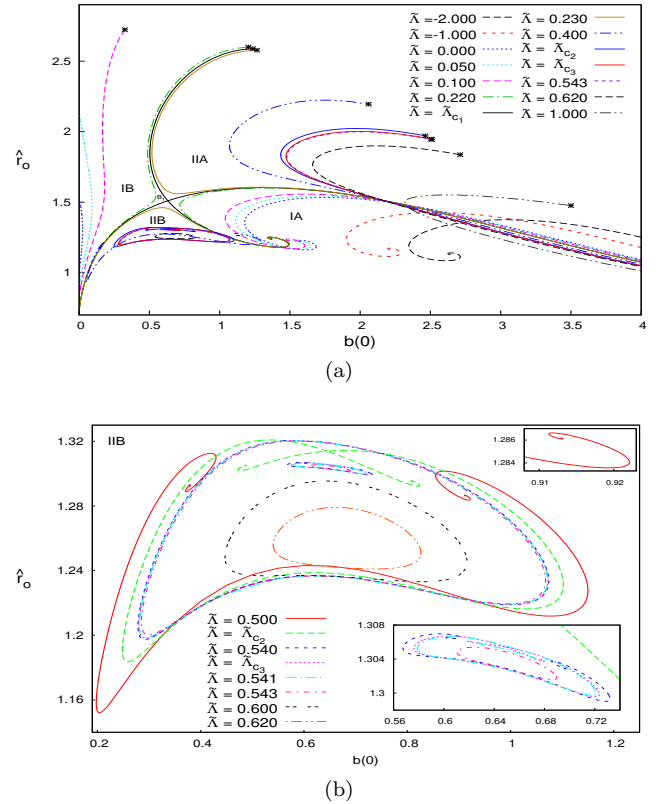 r̂ₒ
3
2.5
2
1.5
1
0
0.5
1
1.5
2
2.5
3
3.5
4
b(0)
Λ̃ =-2.000
Λ̃ =-1.000
Λ̃ = 0.000
Λ̃ = 0.050
Λ̃ = 0.100
Λ̃ = 0.220
Λ̃ = Λ̃c₁
Λ̃ = 0.230
Λ̃ = 0.400
Λ̃ = Λ̃c₂
Λ̃ = Λ̃c₃
Λ̃ = 0.543
Λ̃ = 0.620
Λ̃ = 1.000
IIA
IB
IIB
IA
(a)
IIB
r̂ₒ
1.32
1.28
1.24
1.2
1.16
0.2
0.4
0.6
0.8
1
1.2
b(0)
Λ̃ = 0.500
Λ̃ = Λ̃c₂
Λ̃ = 0.540
Λ̃ = Λ̃c₃
Λ̃ = 0.541
Λ̃ = 0.543
Λ̃ = 0.600
Λ̃ = 0.620
1.286
1.284
0.91
0.92
1.308
1.304
1.3
0.56
0.6
0.64
0.68
0.72
(b)